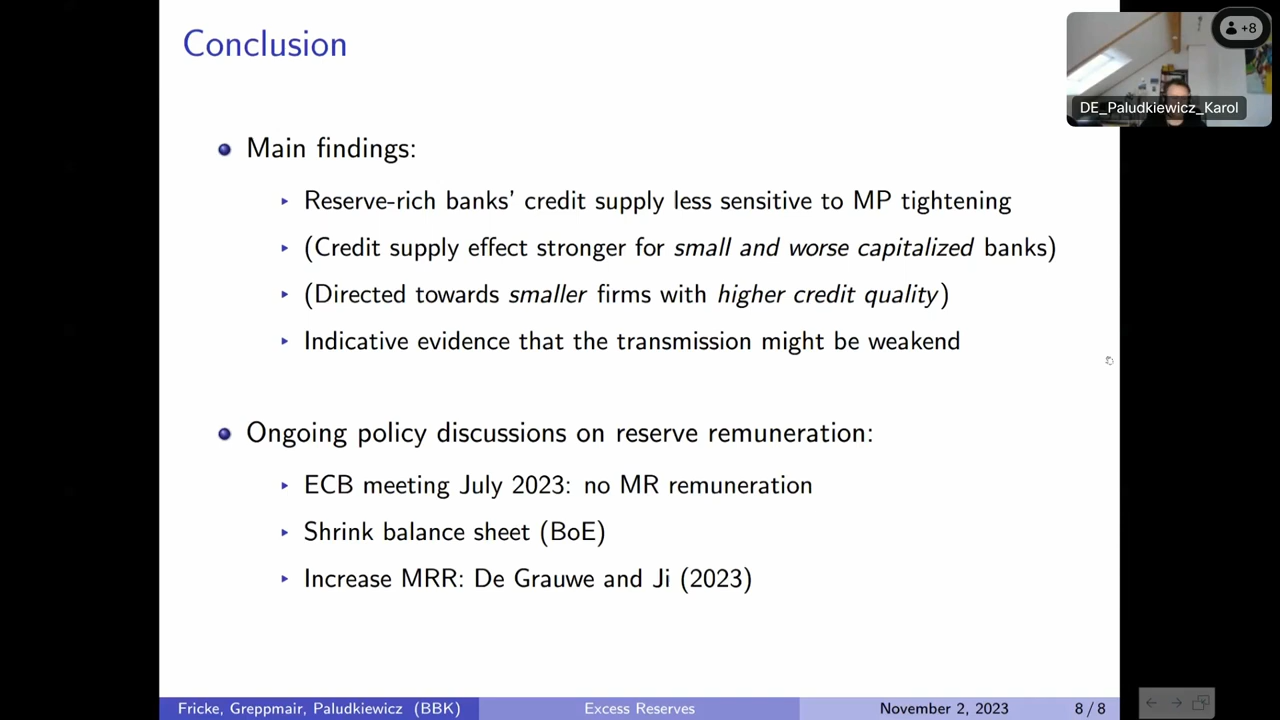 Conclusion
+8
DE_Paludkiewicz_Karol
Main findings:
Reserve-rich banks' credit supply less sensitive to MP tightening
(Credit supply effect stronger for small and worse capitalized banks)
(Directed towards smaller firms with higher credit quality)
Indicative evidence that the transmission might be weakend
Ongoing policy discussions on reserve remuneration:
ECB meeting July 2023: no MR remuneration
Shrink balance sheet (BoE)
Increase MRR: De Grauwe and Ji (2023)
Fricke, Greppmair, Paludkiewicz (BBK)
Excess Reserves
November 2, 2023
8 / 8